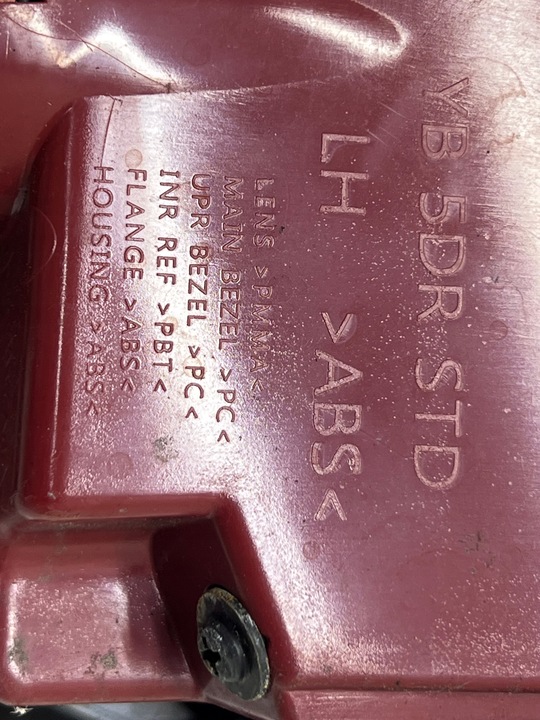 YB 5DR STD
LH >ABS<
LENS >PMMA<
MAIN BEZEL >PC<
UPR BEZEL >PC<
INR REF >PBT<
FLANGE >ABS<
HOUSING >ABS<